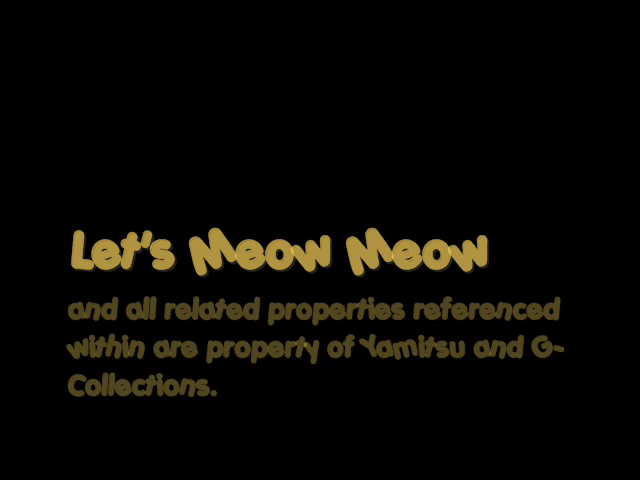 Let's Meow Meow
and all related properties referenced
within are property of Yamitsu and G-
Collections.